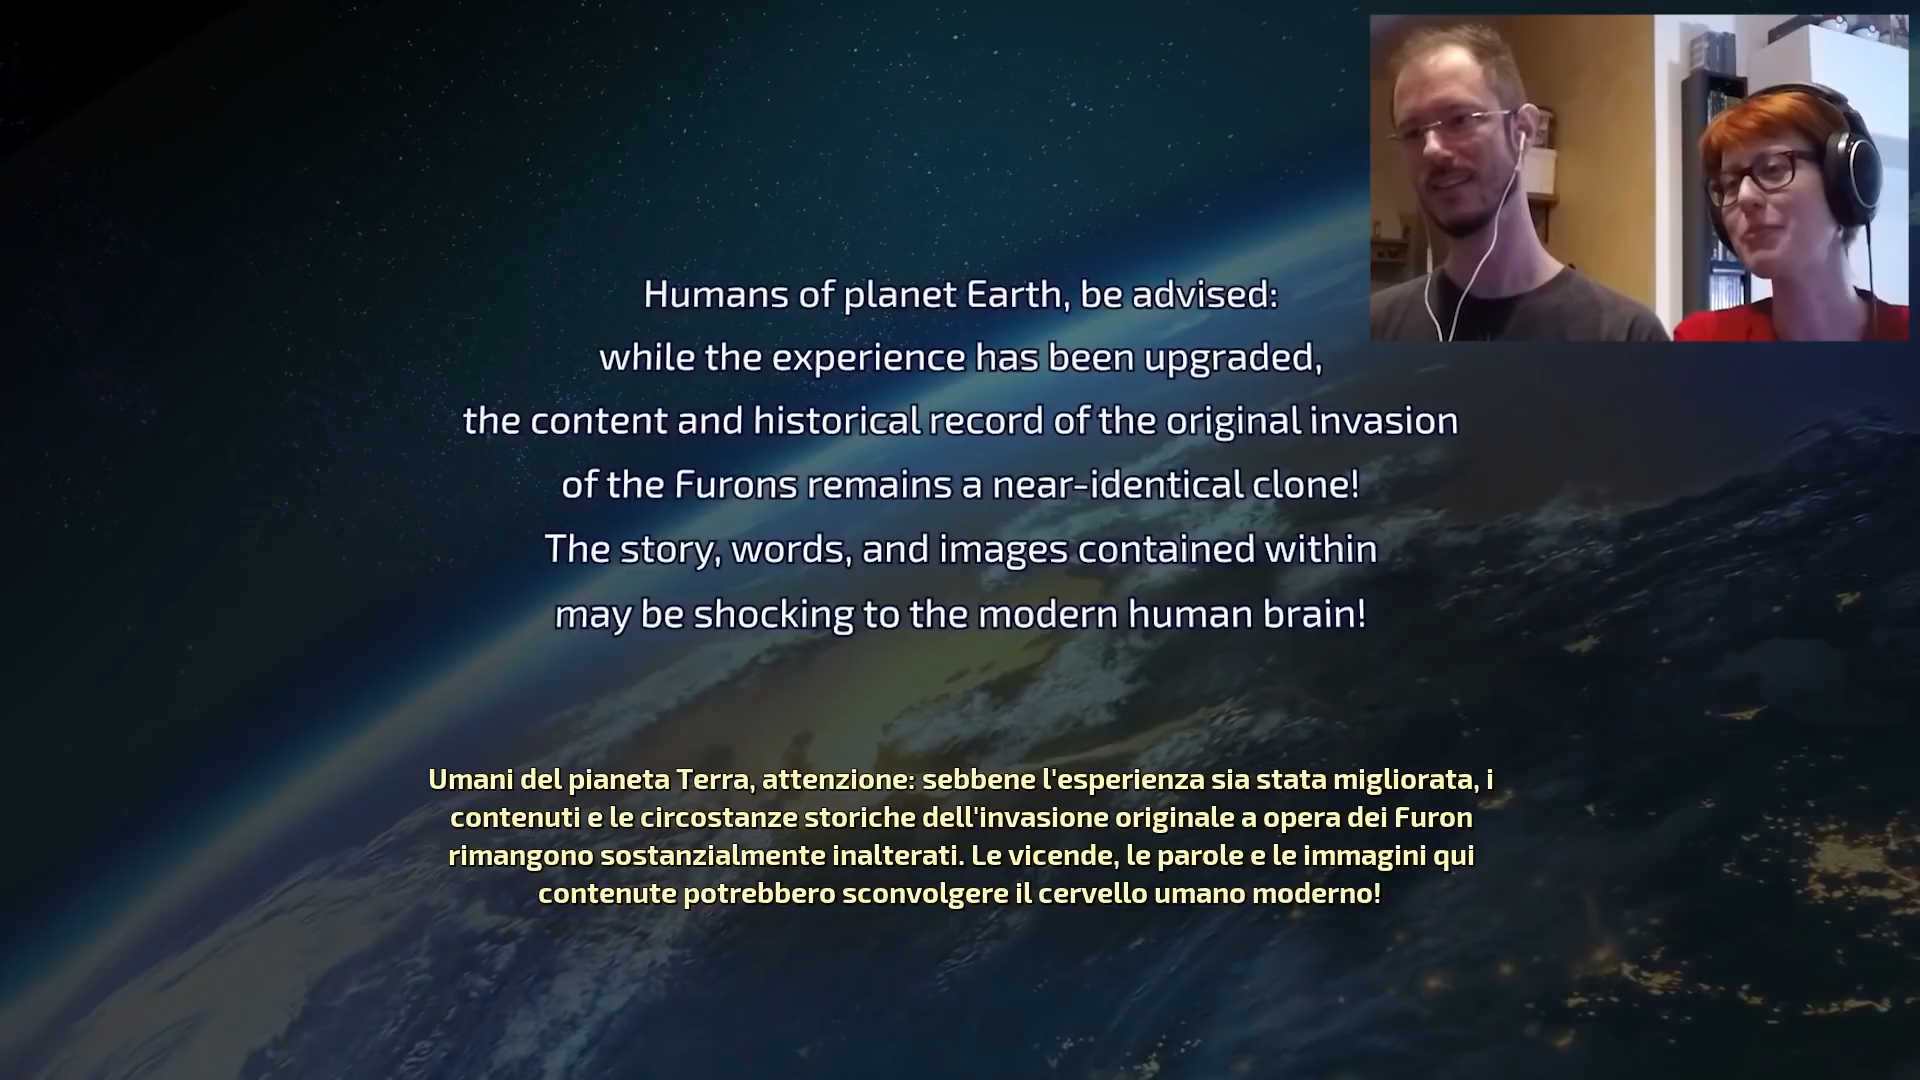 Humans of planet Earth, be advised:
while the experience has been upgraded,
the content and historical record of the original invasion
of the Furons remains a near-identical clone!
The story, words, and images contained within
may be shocking to the modern human brain!
Umani del pianeta Terra, attenzione: sebbene l'esperienza sia stata migliorata, i
contenuti e le circostanze storiche dell'invasione originale a opera dei Furon
rimangono sostanzialmente inalterati. Le vicende, le parole e le immagini qui
contenute potrebbero sconvolgere il cervello umano moderno!